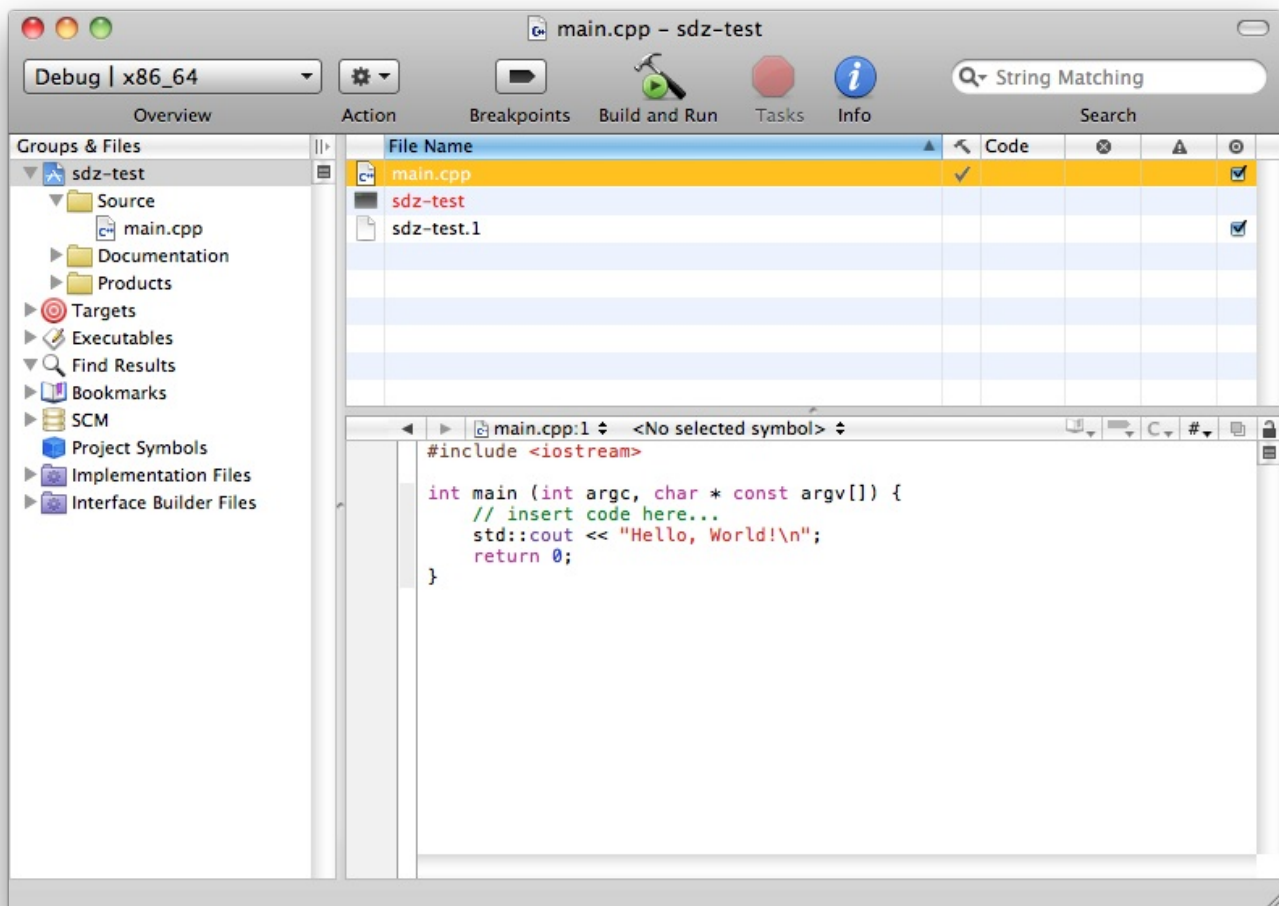 main.cpp – sdz-test
Debug | x86_64
String Matching
Overview
Action
Breakpoints
Build and Run
Tasks
Info
Search
Groups & Files
sdz-test
Source
main.cpp
Documentation
Products
Targets
Executables
Find Results
Bookmarks
SCM
Project Symbols
Implementation Files
Interface Builder Files
File Name
Code
main.cpp
sdz-test
sdz-test.1
main.cpp:1 <No selected symbol> C #
#include <iostream>
int main (int argc, char * const argv[]) {
// insert code here...
std::cout << "Hello, World!\n";
return 0;
}